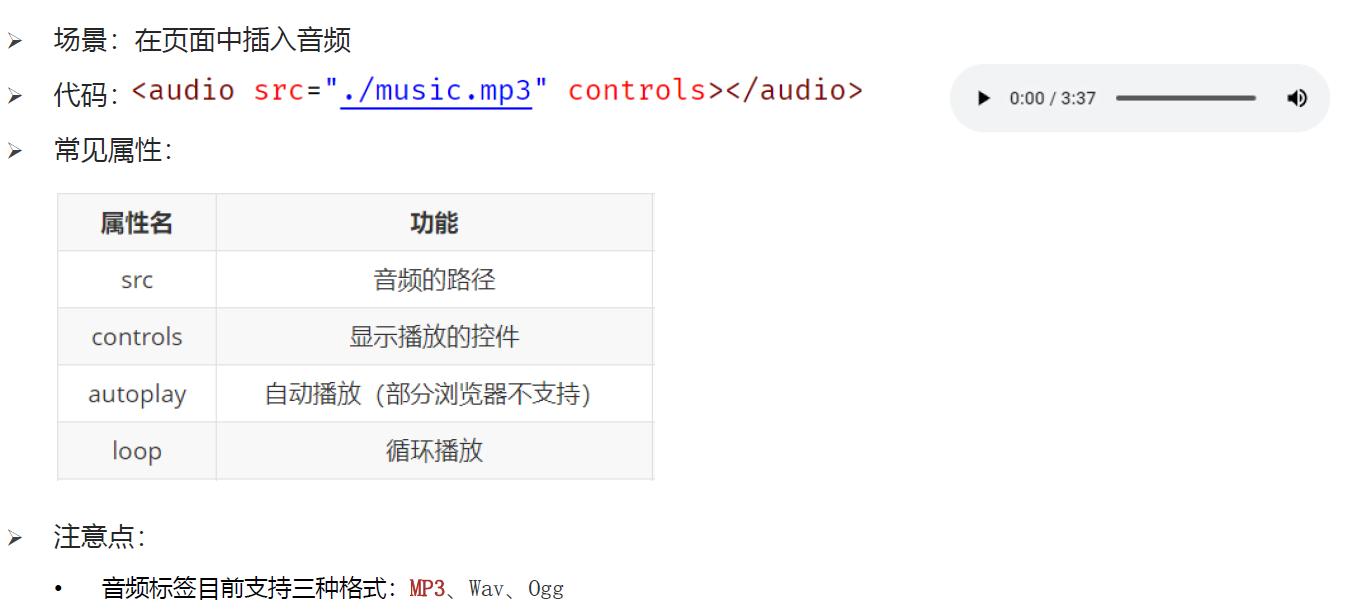 场景：在页面中插入音频
代码：<audio src="./music.mp3" controls></audio>
0:00 / 3:37
常见属性：
属性名 功能
src 音频的路径
controls 显示播放的控件
autoplay 自动播放（部分浏览器不支持）
loop 循环播放
注意点：
• 音频标签目前支持三种格式：MP3、Wav、Ogg